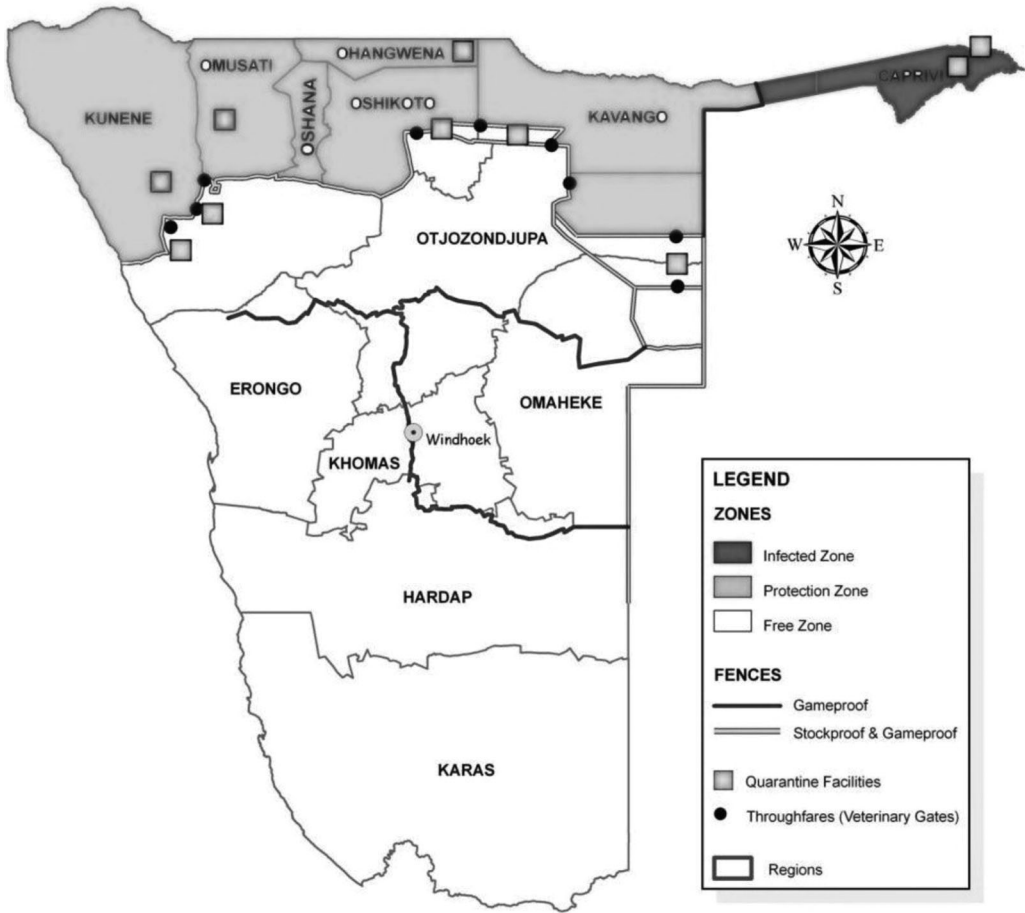 OHANGWENA
OMUSATI
CAPRIVI
OSHIKOTO
KUNENE
OSHANA
KAVANGO
N
W E
S
OTJOZONDJUPA
ERONGO
OMAHEKE
Windhoek
KHOMAS
HARDAP
KARAS
LEGEND
ZONES
Infected Zone
Protection Zone
Free Zone
FENCES
Gameproof
Stockproof & Gameproof
Quarantine Facilities
Throughfares (Veterinary Gates)
Regions